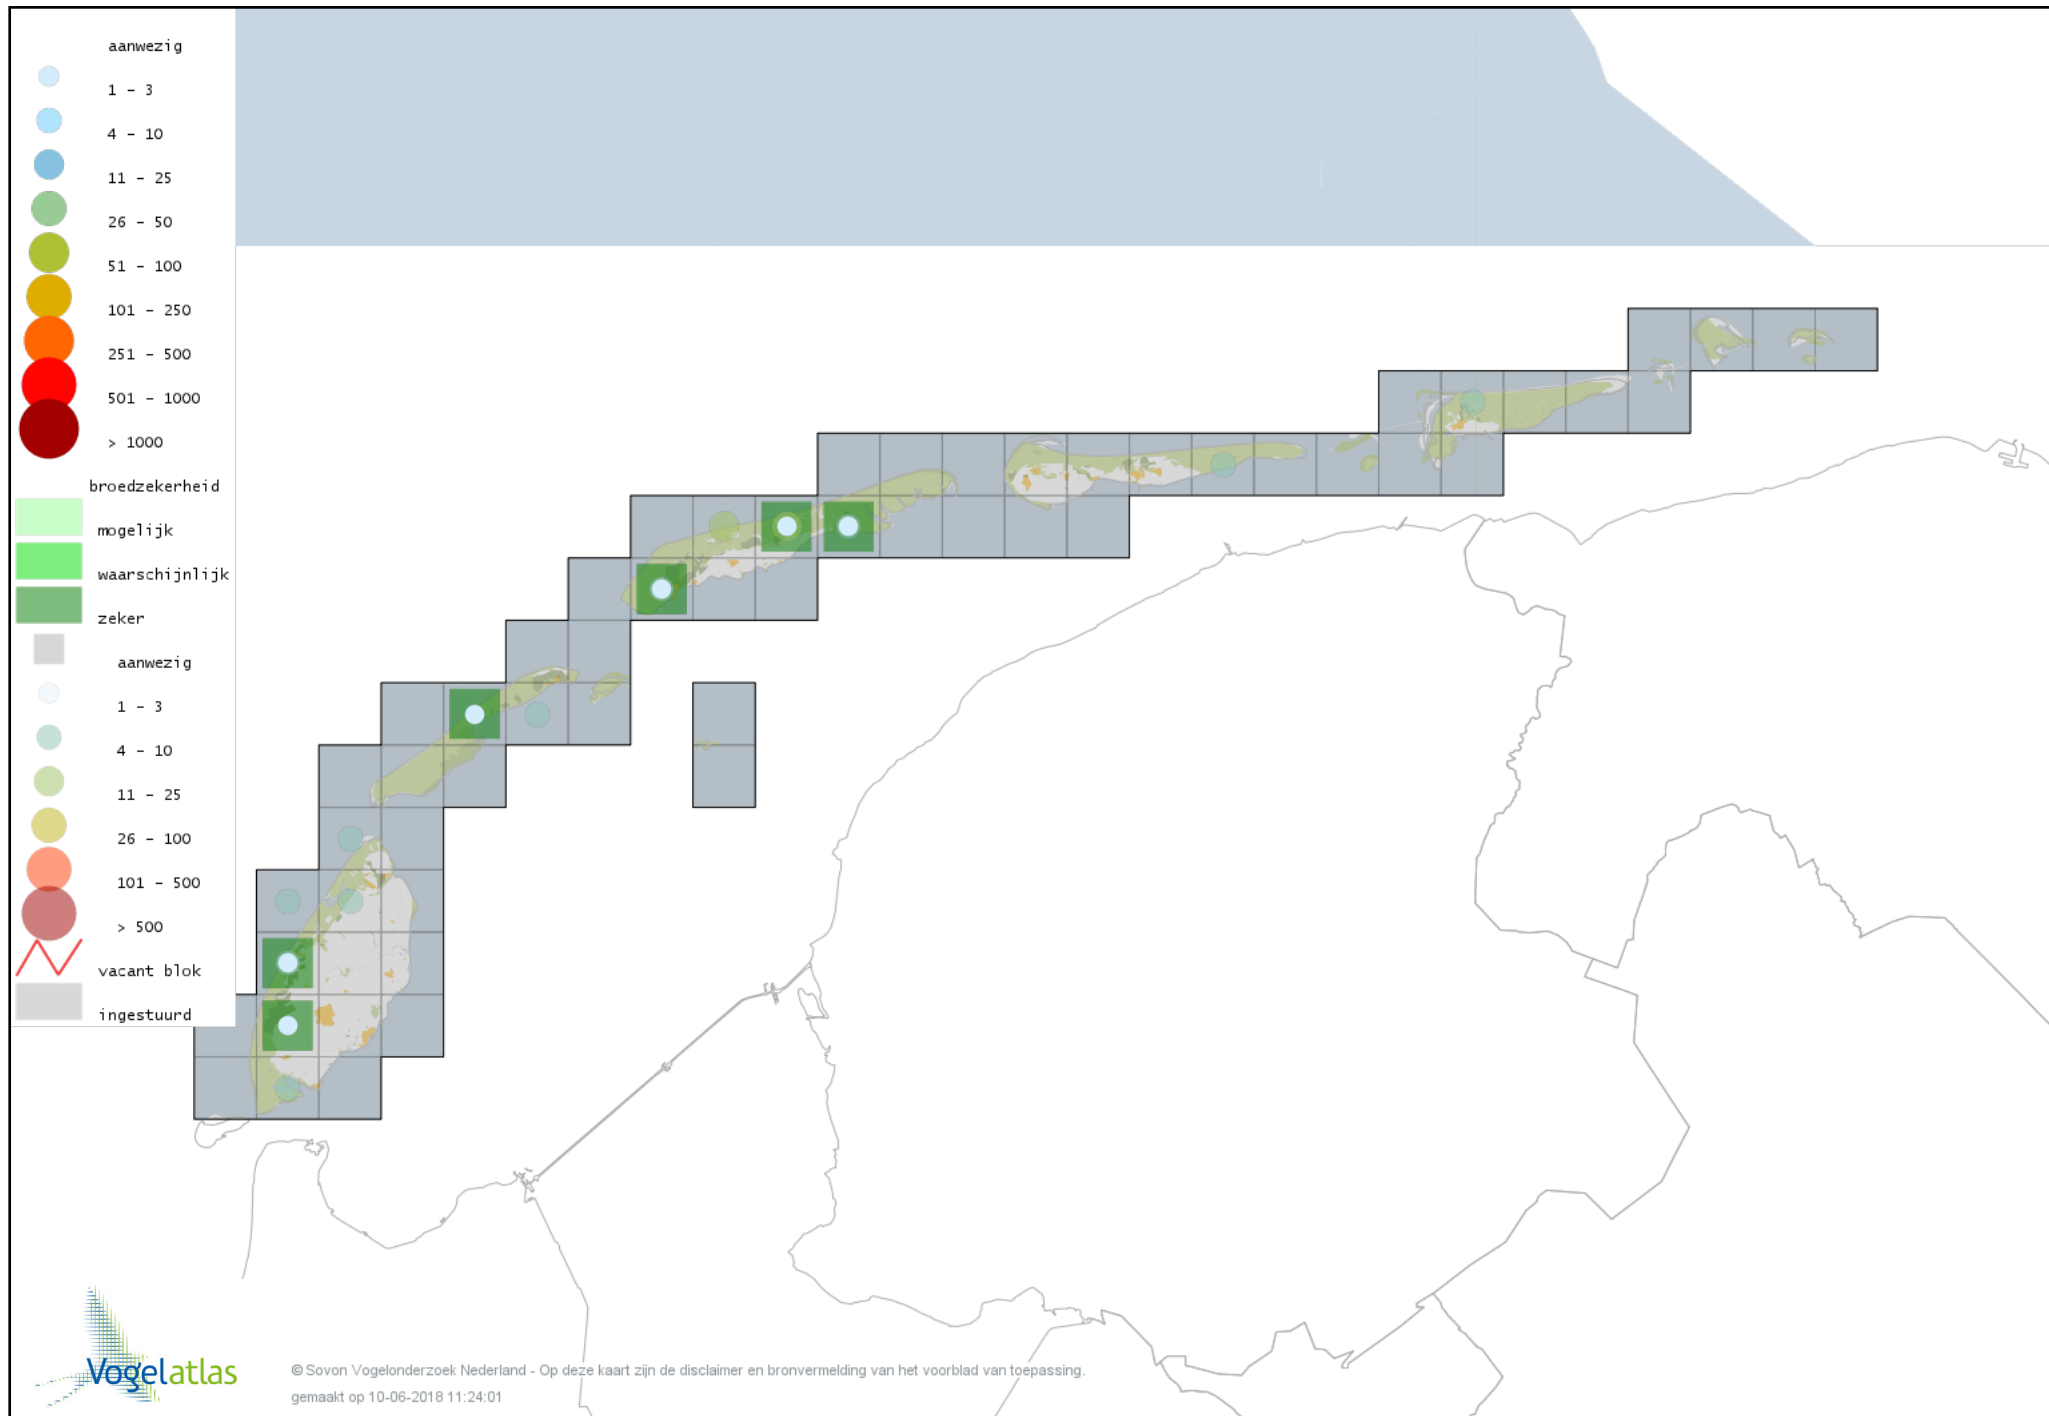 aanwezig
1 - 3
4 - 10
11 - 25
26 - 50
51 - 100
101 - 250
251 - 500
501 - 1000
> 1000
broedzekerheid
mogelijk
waarschijnlijk
zeker
aanwezig
1 - 3
4 - 10
11 - 25
26 - 100
101 - 500
> 500
vacant blok
ingestuurd
Vogelatlas
© Sovon Vogelonderzoek Nederland - Op deze kaart zijn de disclaimer en bronvermelding van het voorblad van toepassing.
gemaakt op 10-06-2018 11:24:01